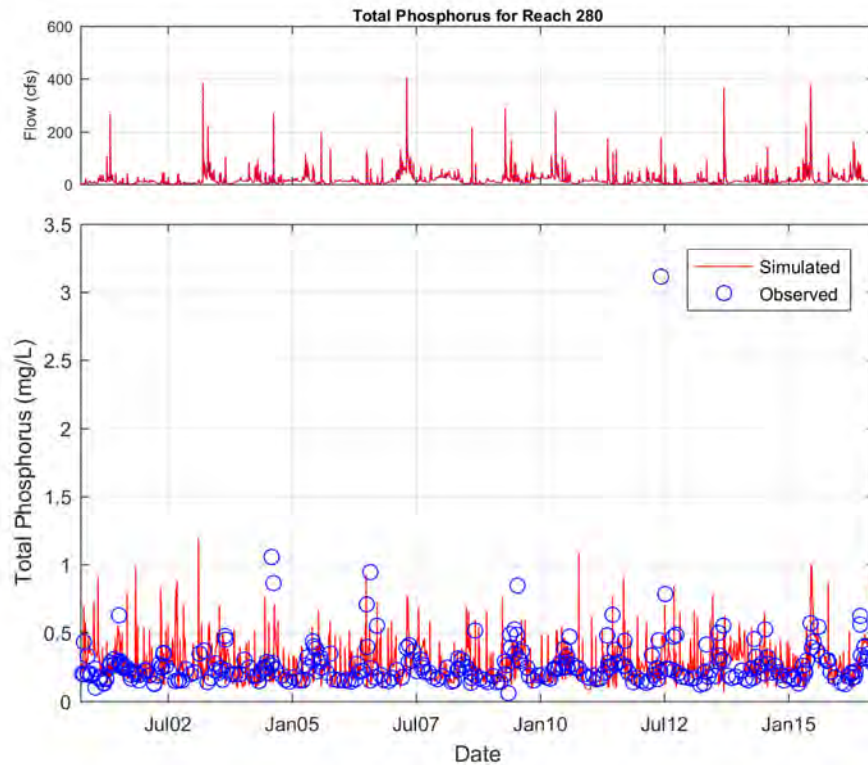 Total Phosphorus for Reach 280
600
400
200
0
Flow (cfs)
3.5
3
2.5
2
1.5
1
0.5
0
Total Phosphorus (mg/L)
Simulated
Observed
Jul02 Jan05 Jul07 Jan10 Jul12 Jan15
Date